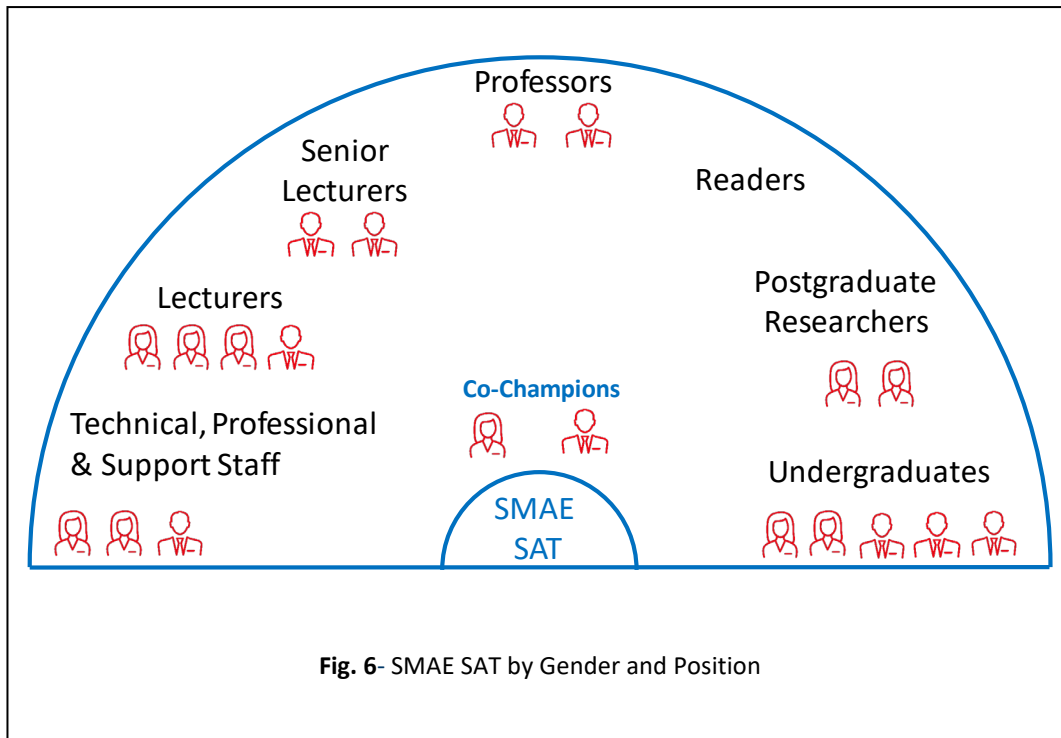 Professors
Senior
Lecturers
Readers
Lecturers
Postgraduate
Researchers
Co-Champions
Technical, Professional
& Support Staff
Undergraduates
SMAE
SAT
Fig. 6- SMAE SAT by Gender and Position